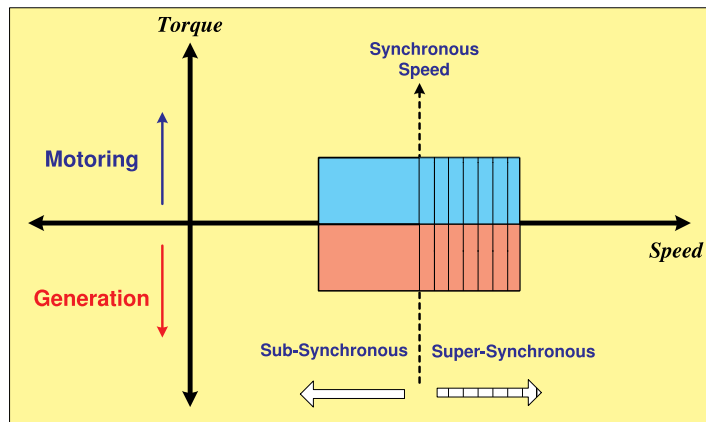 Torque
Synchronous
Speed
Motoring
Speed
Generation
Sub-Synchronous
Super-Synchronous